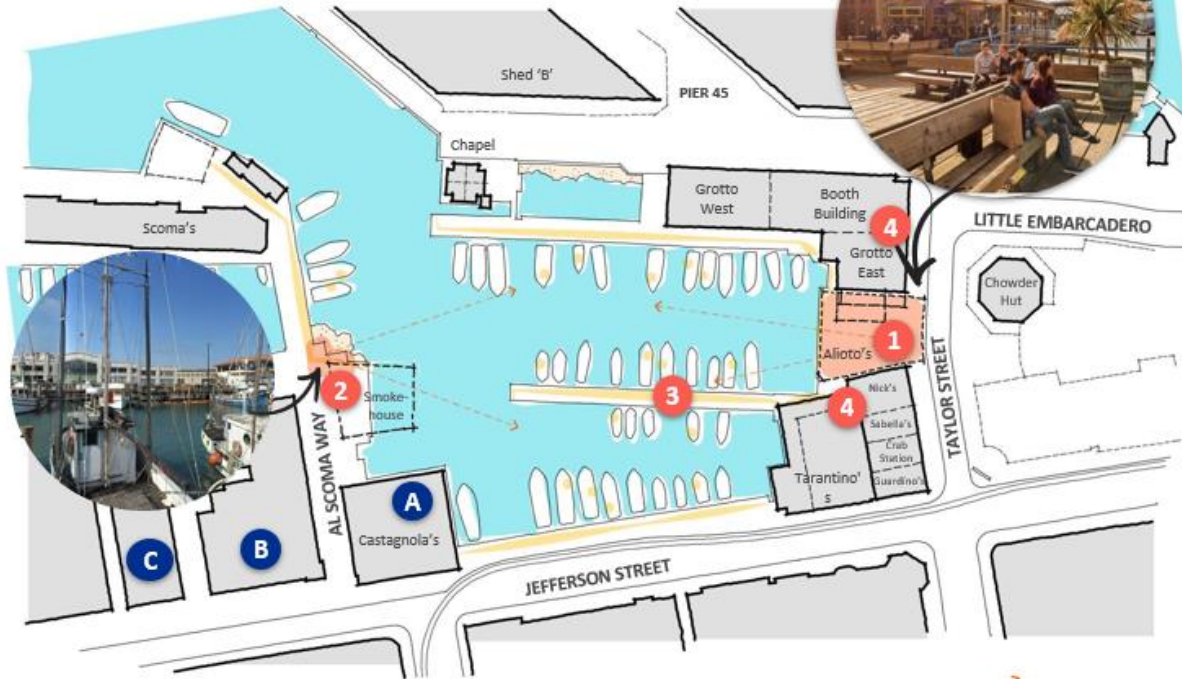 Shed 'B'
PIER 45
Chapel
Grotto
West
Booth
Building
4
Grotto
East
LITTLE EMBARCADERO
Scoma's
Chowder
Hut
1
Alioto's
TAYLOR STREET
2
Smoke-
house
3
4
Nick's
Sabella's
Crab
Station
Guardino's
Tarantino'
s
AL SCOMA WAY
A
Castagnola's
B
C
JEFFERSON STREET